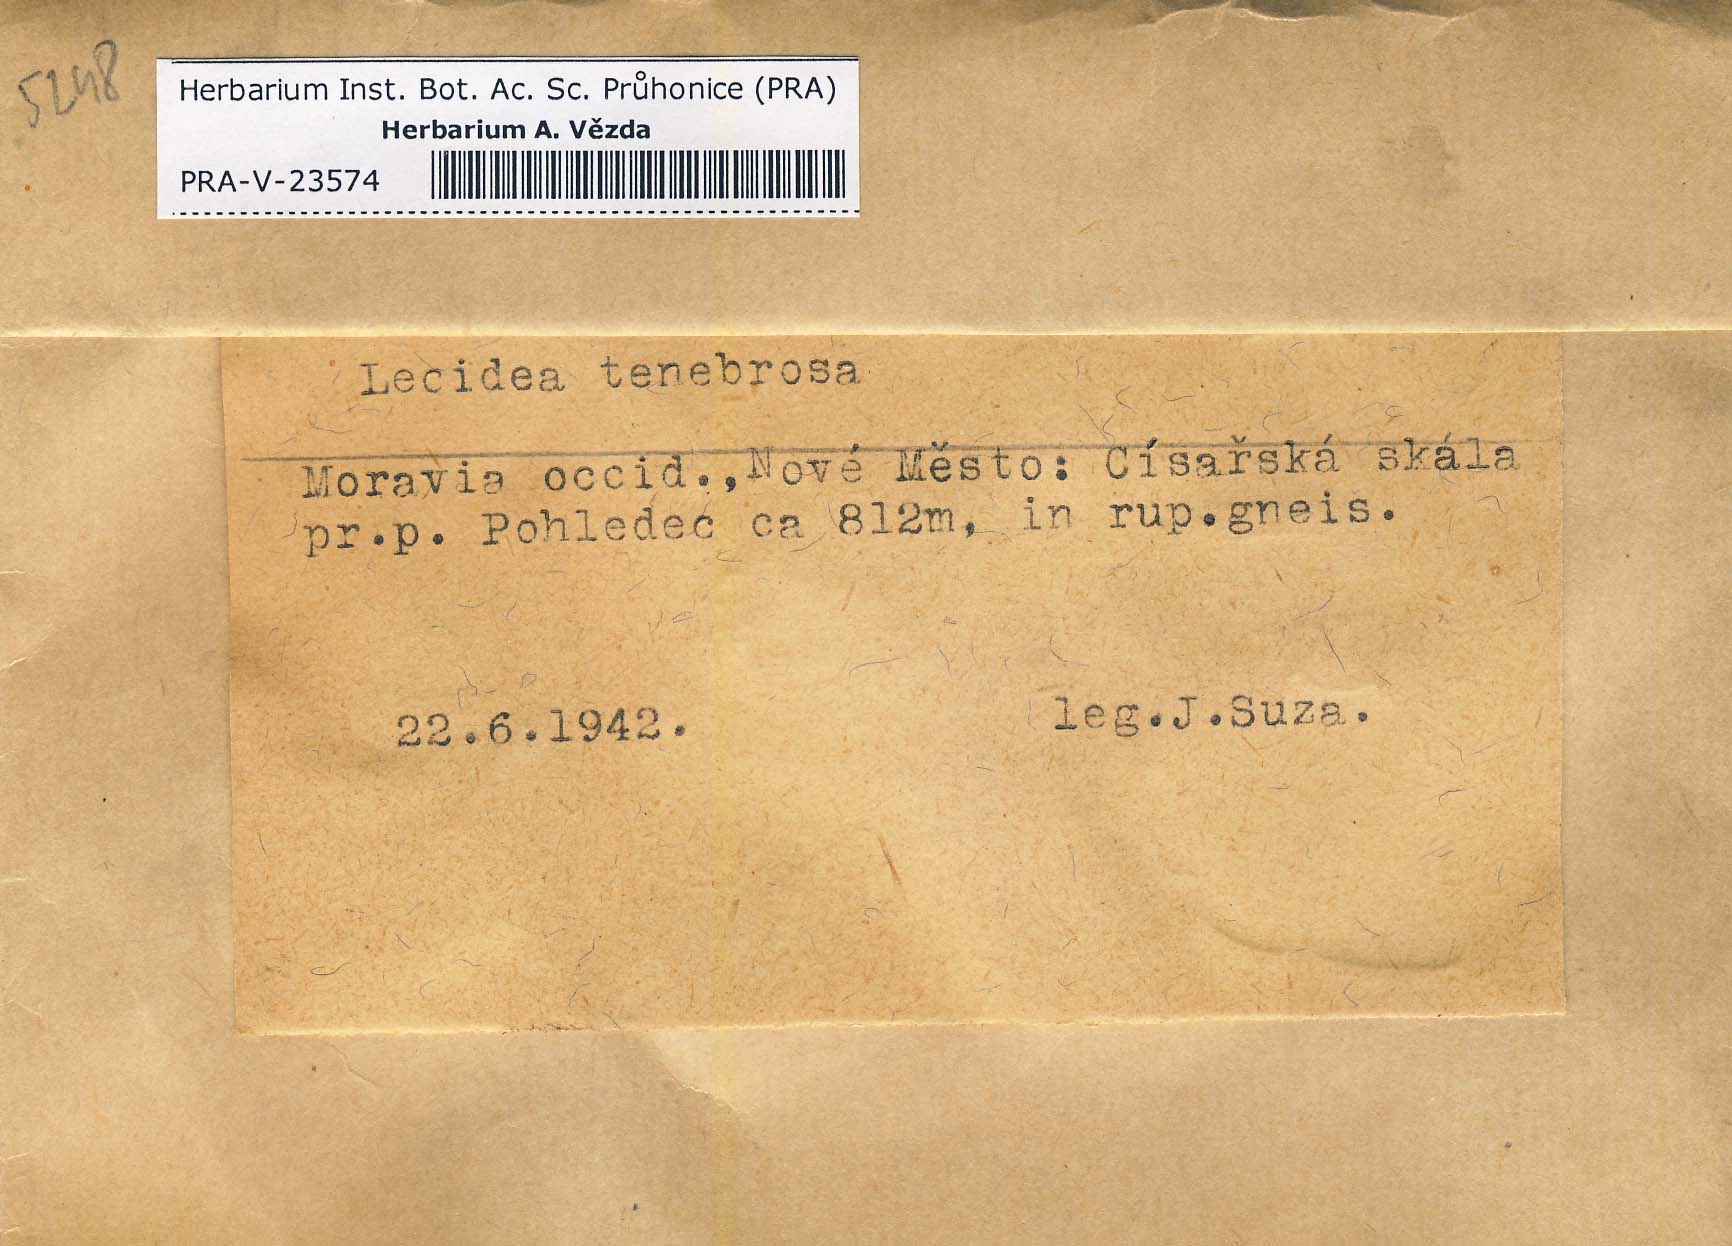 5248
Herbarium Inst. Bot. Ac. Sc. Průhonice (PRA)
Herbarium A. Vězda
PRA-V-23574
Lecidea tenebrosa
Moravia occid., Nové Město: Císařská skála
pr.p. Pohledec ca 812m, in rup.gneis.
22.6.1942.
leg.J.Suza.